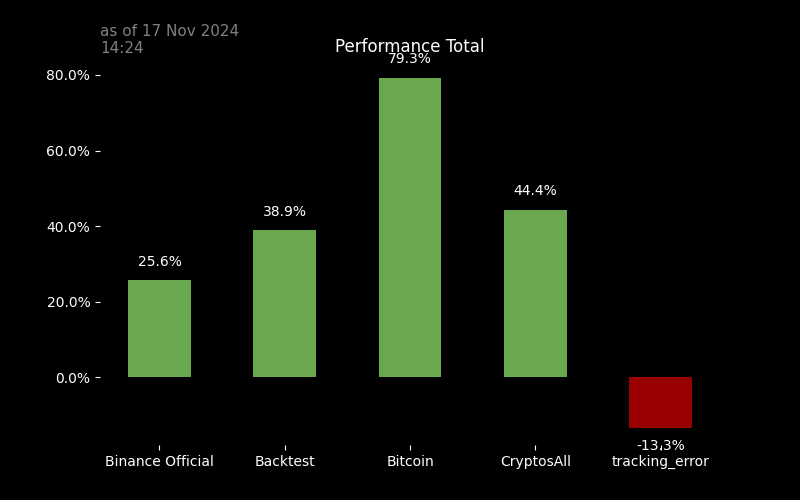 as of 17 Nov 2024
14:24
Performance Total
79.3%
80.0%
60.0%
44.4%
40.0%
38.9%
25.6%
20.0%
0.0%
-13.3%
Binance Official
Backtest
Bitcoin
CryptosAll
tracking_error